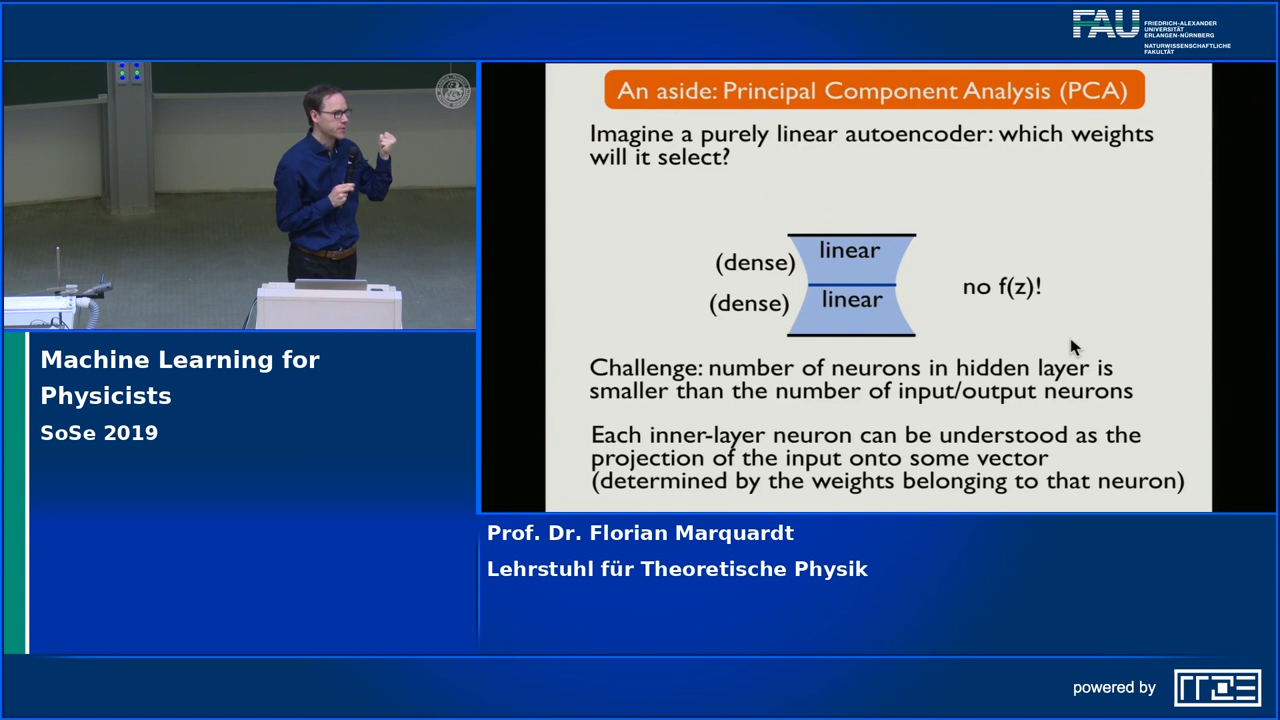 FAU
FRIEDRICH-ALEXANDER
UNIVERSITÄT
ERLANGEN-NÜRNBERG
NATURWISSENSCHAFTLICHE
FAKULTÄT
An aside: Principal Component Analysis (PCA)
Imagine a purely linear autoencoder: which weights
will it select?
linear
(dense)
no f(z)!
linear
(dense)
Challenge: number of neurons in hidden layer is
smaller than the number of input/output neurons
Each inner-layer neuron can be understood as the
projection of the input onto some vector
(determined by the weights belonging to that neuron)
Machine Learning for
Physicists
SoSe 2019
Prof. Dr. Florian Marquardt
Lehrstuhl für Theoretische Physik
powered by